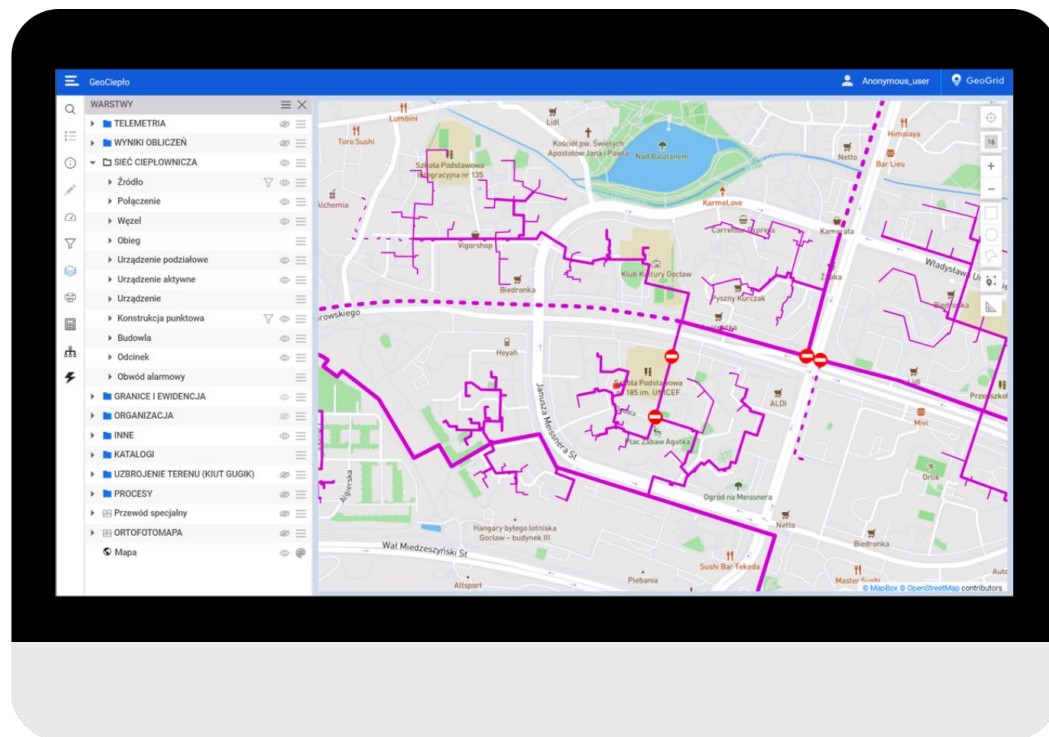 GeoCiepło
Anonymous_user
GeoGrid
WARSTWY
TELEMETRIA
WYNIKI OBLICZEŃ
SIEĆ CIEPŁOWNICZA
Źródło
Połączenie
Węzeł
Obieg
Urządzenie podziałowe
Urządzenie aktywne
Urządzenie
Konstrukcja punktowa
Budowla
Odcinek
Obwód alarmowy
GRANICE I EWIDENCJA
ORGANIZACJA
INNE
KATALOGI
UZBROJENIE TERENU (KIUT GUGIK)
PROCESY
Przewód specjalny
ORTOFOTOMAPA
Mapa
Lumbini
Lidl
Toro Sushi
Kościół pw. Świętych
Apostołów Jana i Pawła
Nad Balatonem
Himalaya
Netto
Bar Lieu
16
Szkoła Podstawowa
Integracyjna nr 135
KarmeLove
Carrefour Express
Kamerata
Vigorshop
Klub Kultury Gocław
Żabka
Biedronka
Pyszny Kurczak
Heyah
Lidl
Szkoła Podstawowa
nr 185 im. UNICEF
ALDI
Mivi
Janusza Meissnera St
Plac Zabaw Agatka
Orlik
Algierska
Ogród na Meissnera
Netto
Hangary byłego lotniska
Gocław – budynek III
Biedronka
Wał Miedzeszyński St
Sushi Bar Tekeda
Plebania
Altsport
Master Sushi
© MapBox © OpenStreetMap contributors